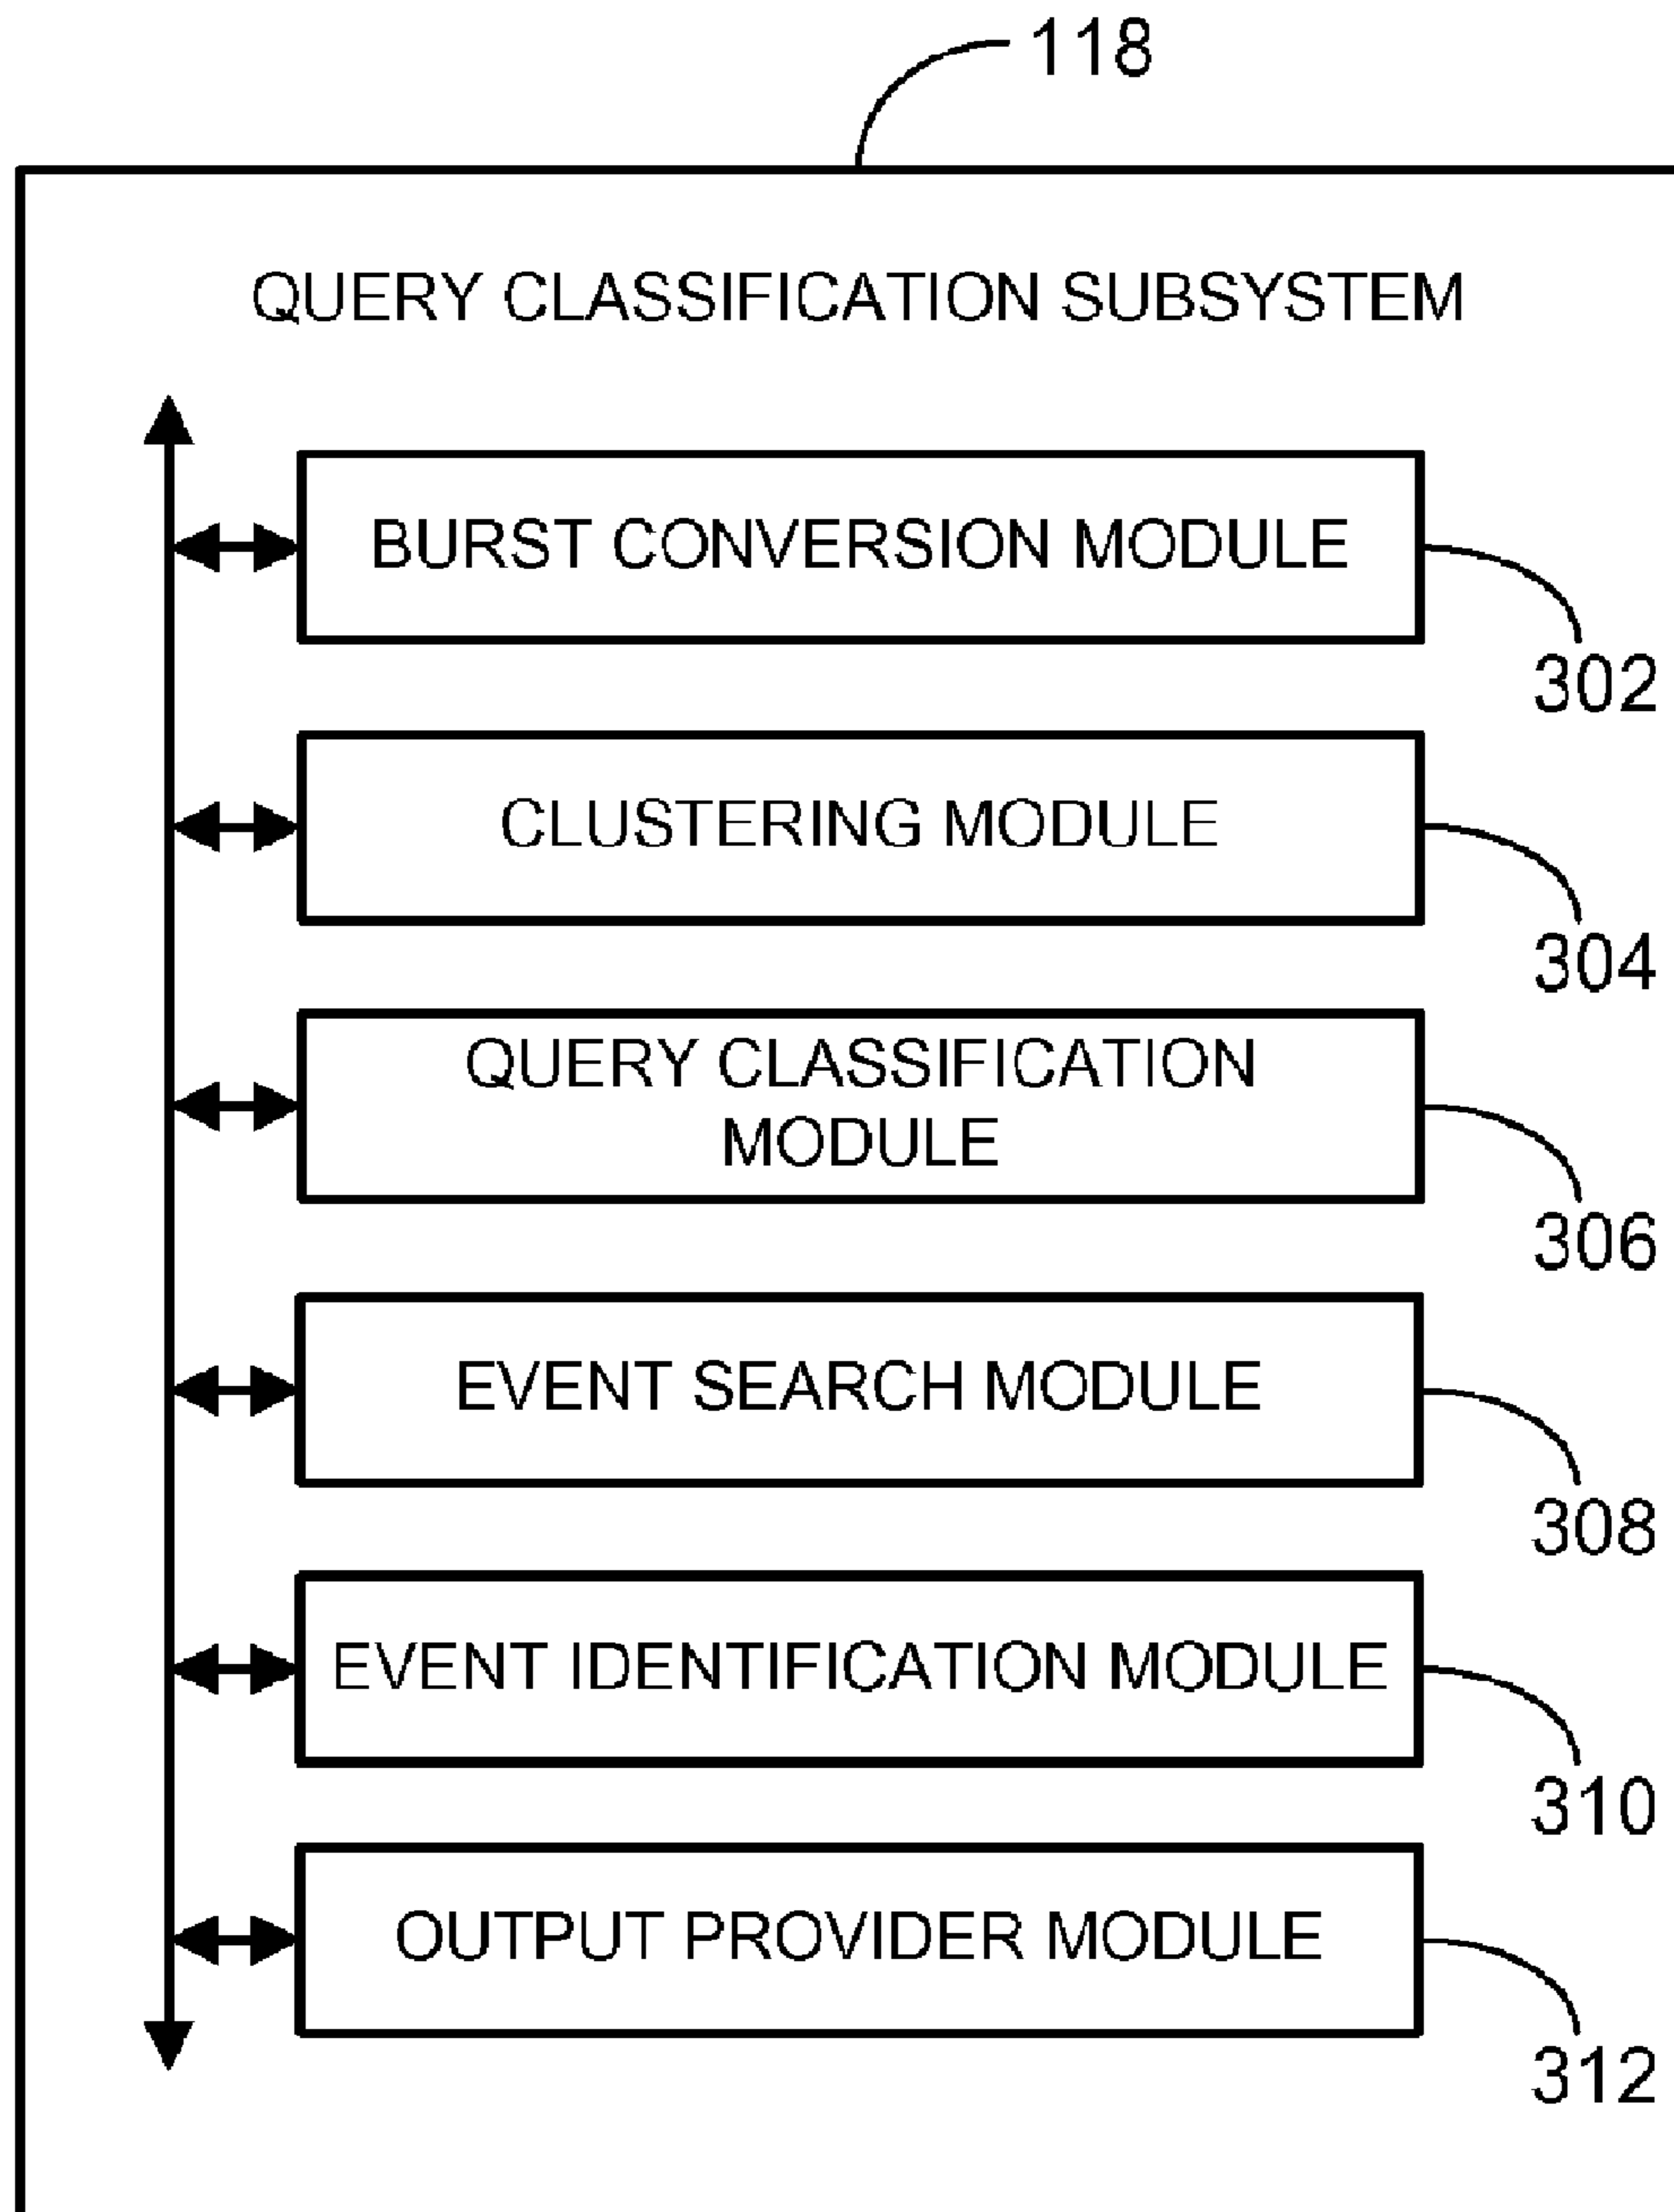 118
QUERY CLASSIFICATION SUBSYSTEM
BURST CONVERSION MODULE
302
CLUSTERING MODULE
304
QUERY CLASSIFICATION
MODULE
306
EVENT SEARCH MODULE
308
EVENT IDENTIFICATION MODULE
310
OUTPUT PROVIDER MODULE
312